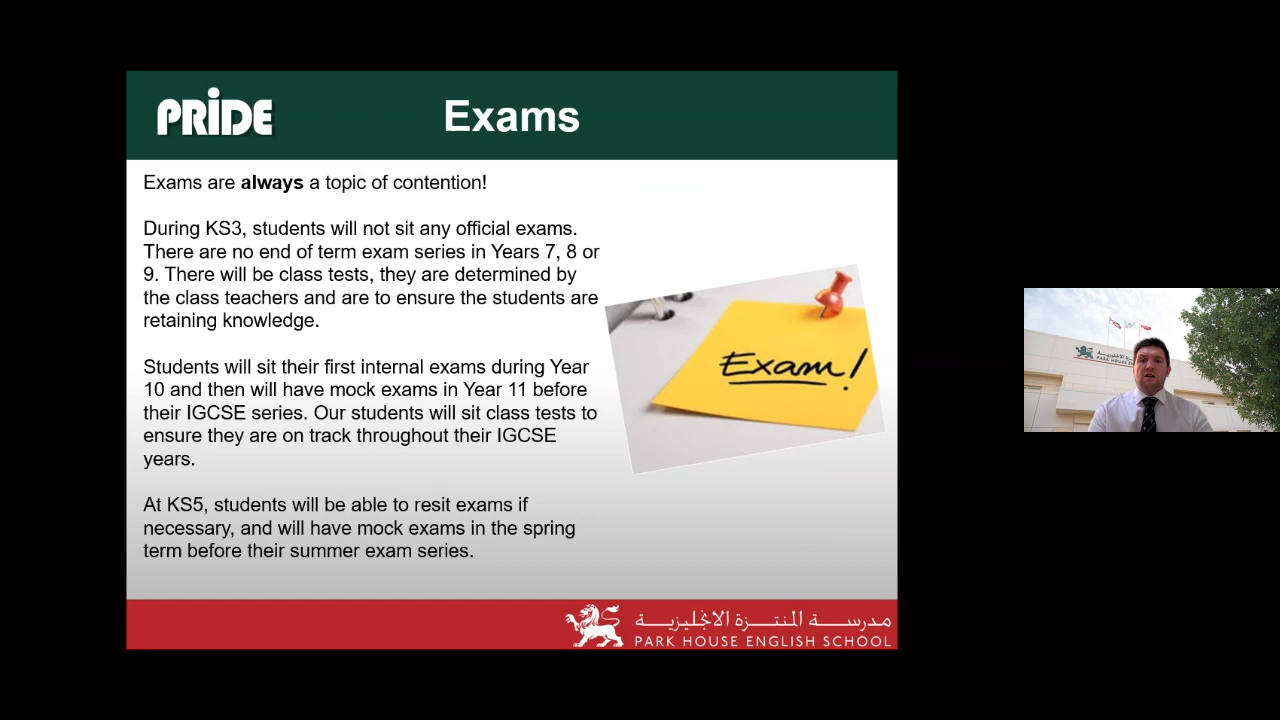 PRIDE
Exams
Exams are always a topic of contention!
During KS3, students will not sit any official exams.
There are no end of term exam series in Years 7, 8 or
9. There will be class tests, they are determined by
the class teachers and are to ensure the students are
retaining knowledge.
Students will sit their first internal exams during Year
10 and then will have mock exams in Year 11 before
their IGCSE series. Our students will sit class tests to
ensure they are on track throughout their IGCSE
years.
At KS5, students will be able to resit exams if
necessary, and will have mock exams in the spring
term before their summer exam series.
Exam!
مدرسة المنتزة الانجليزية
PARK HOUSE ENGLISH SCHOOL